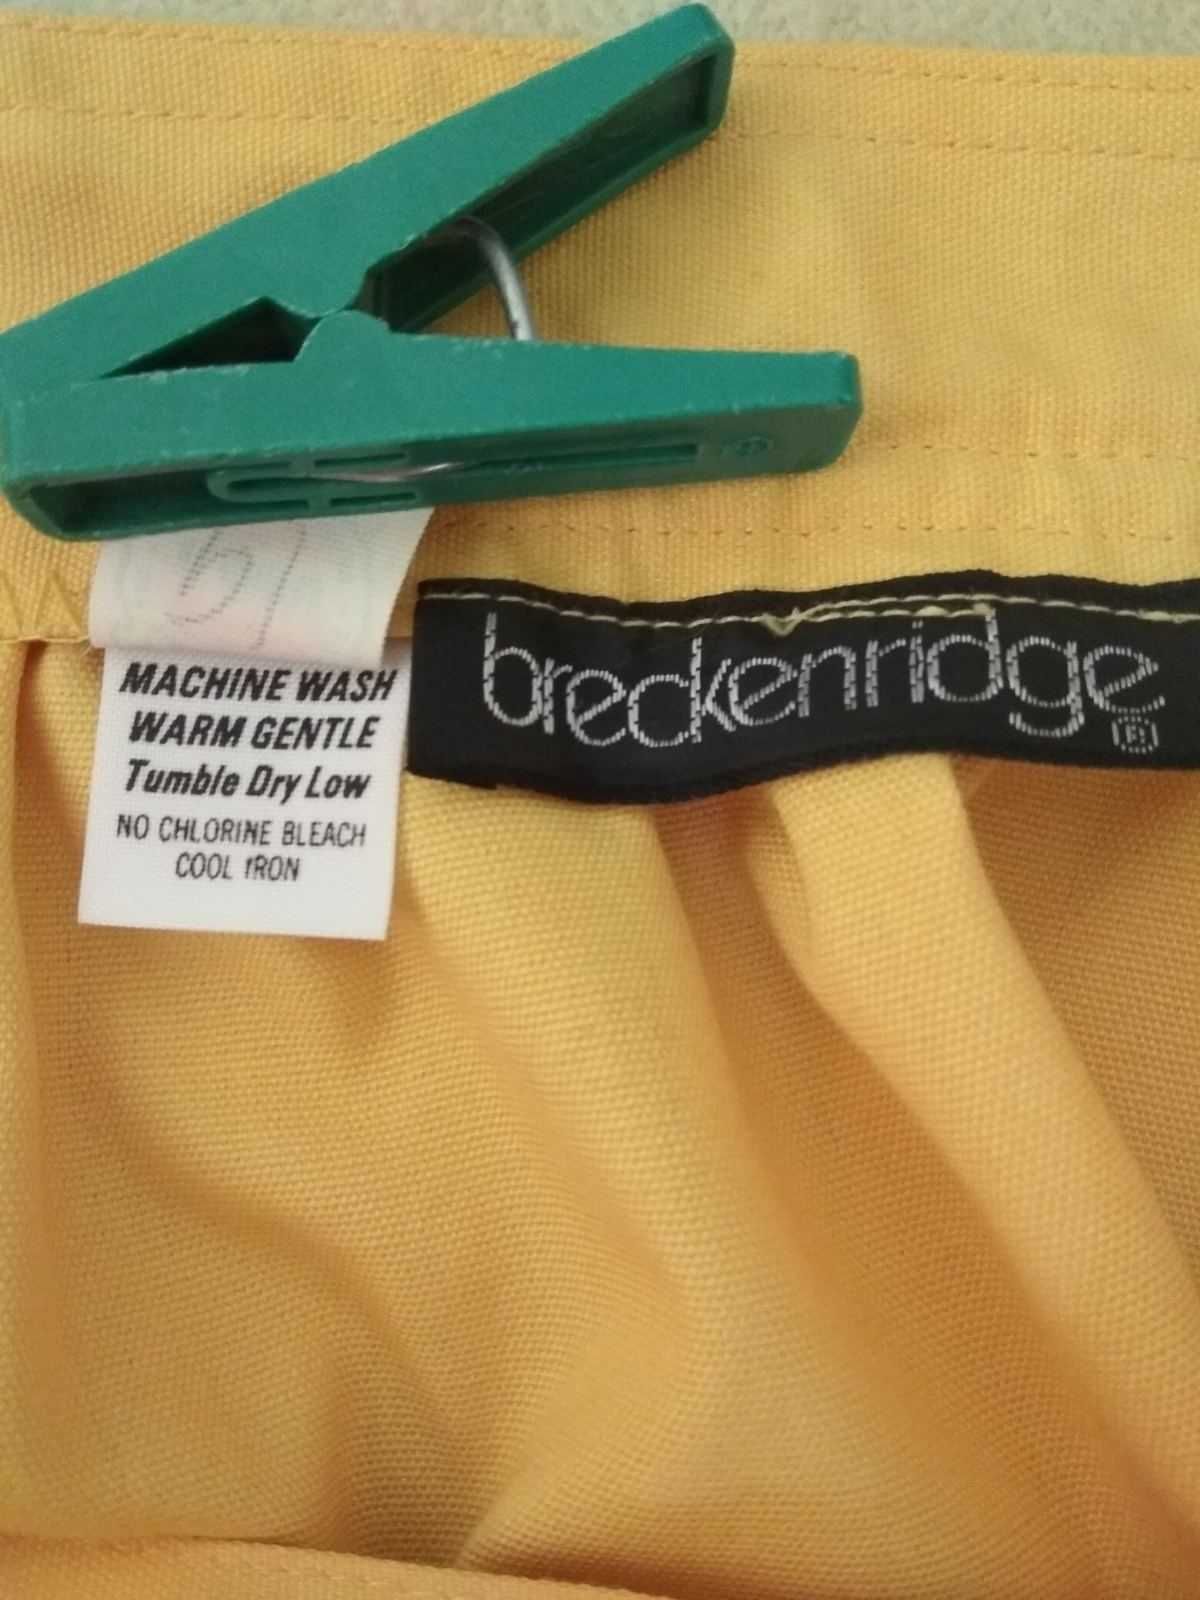 MACHINE WASH
WARM GENTLE
Tumble Dry Low
NO CHLORINE BLEACH
COOL IRON
breckenridge
®